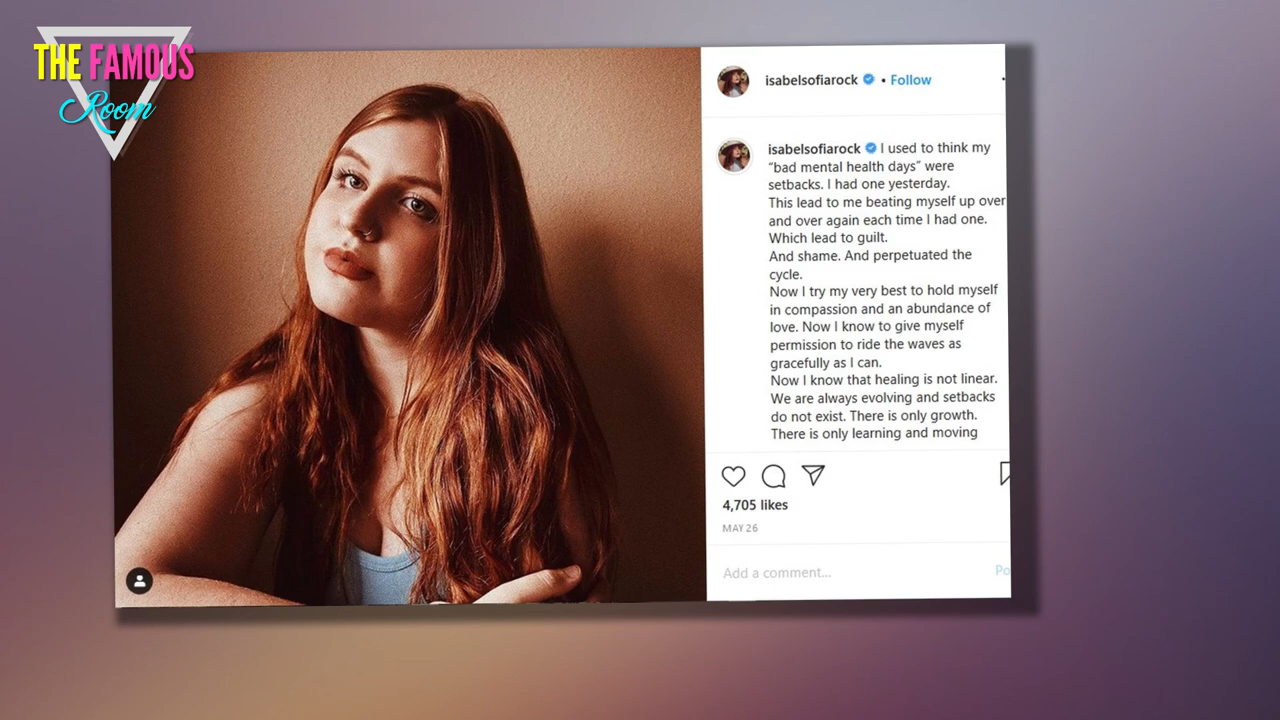 THE FAMOUS
Room
isabelsofiarock • Follow
isabelsofiarock I used to think my
“bad mental health days” were
setbacks. I had one yesterday.
This lead to me beating myself up over
and over again each time I had one.
Which lead to guilt.
And shame. And perpetuated the
cycle.
Now I try my very best to hold myself
in compassion and an abundance of
love. Now I know to give myself
permission to ride the waves as
gracefully as I can.
Now I know that healing is not linear.
We are always evolving and setbacks
do not exist. There is only growth.
There is only learning and moving
4,705 likes
MAY 26
Add a comment...
Po